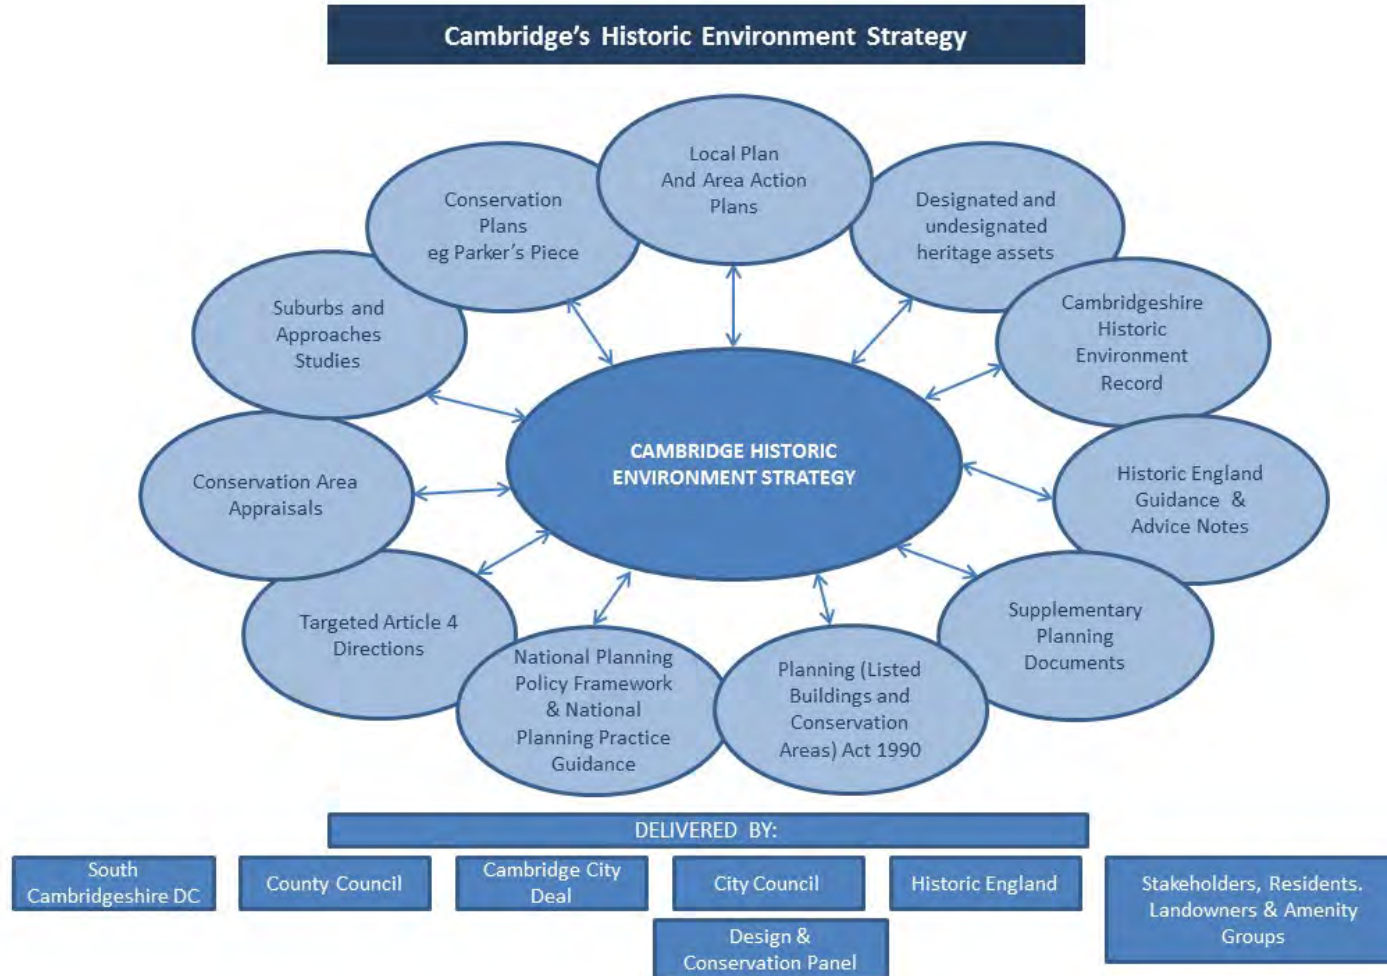 Cambridge's Historic Environment Strategy
Local Plan
And Area Action
Plans
Designated and
undesignated
heritage assets
Cambridgeshire
Historic
Environment
Record
Historic England
Guidance &
Advice Notes
Supplementary
Planning
Documents
Planning (Listed
Buildings and
Conservation
Areas) Act 1990
National Planning
Policy Framework
& National
Planning Practice
Guidance
Targeted Article 4
Directions
Conservation Area
Appraisals
Suburbs and
Approaches
Studies
Conservation
Plans
eg Parker's Piece
CAMBRIDGE HISTORIC
ENVIRONMENT STRATEGY
DELIVERED BY:
South
Cambridgeshire DC
County Council
Cambridge City
Deal
City Council
Historic England
Stakeholders, Residents.
Landowners & Amenity
Groups
Design &
Conservation Panel